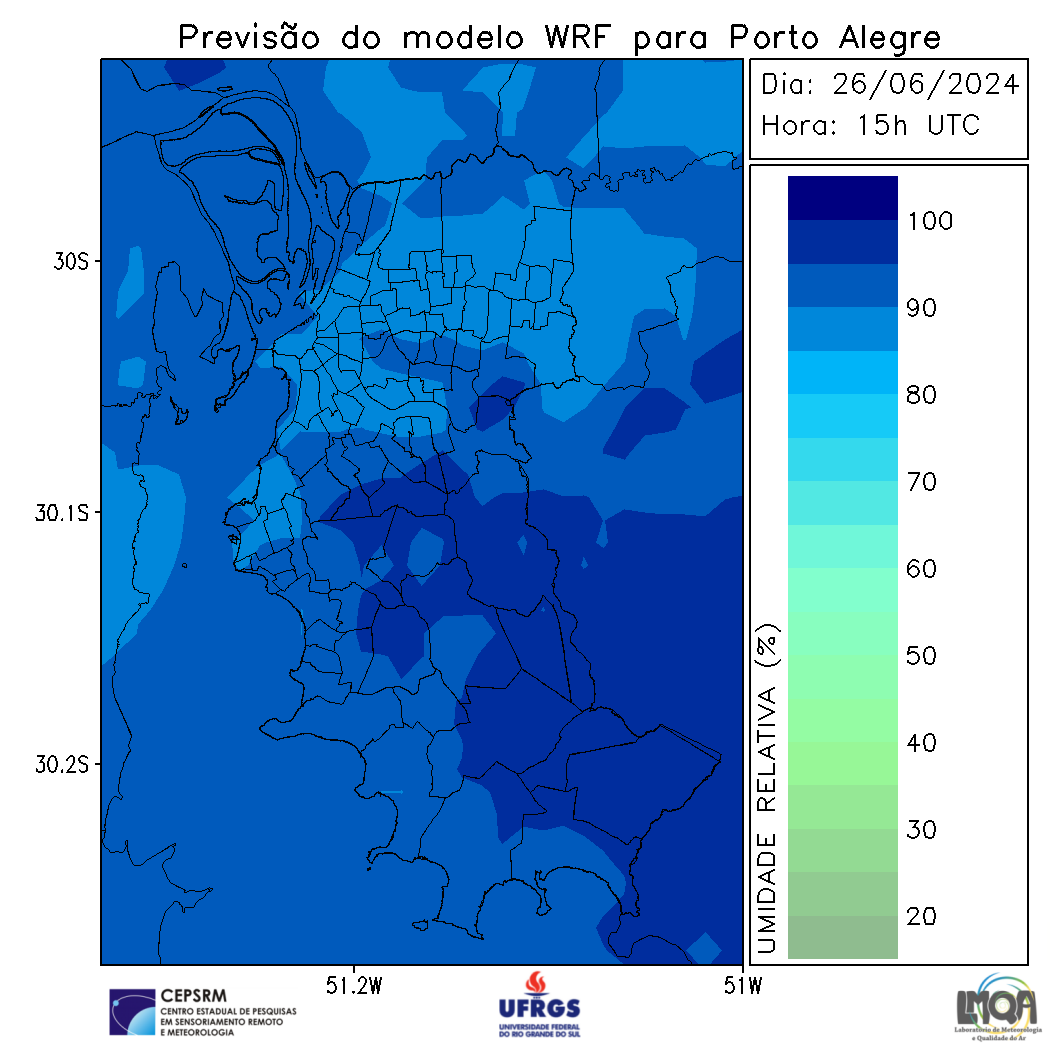 Previsão do modelo WRF para Porto Alegre
Dia: 26/06/2024
Hora: 15h UTC
30S
30.1S
30.2S
51.2W
51W
UMIDADE RELATIVA (%)
100
90
80
70
60
50
40
30
20
CEPSRM
CENTRO ESTADUAL DE PESQUISAS
EM SENSORIAMENTO REMOTO
E METEOROLOGIA
UFRGS
UNIVERSIDADE FEDERAL
DO RIO GRANDE DO SUL
LMQA
Laboratório de Meteorologia
e Qualidade do Ar